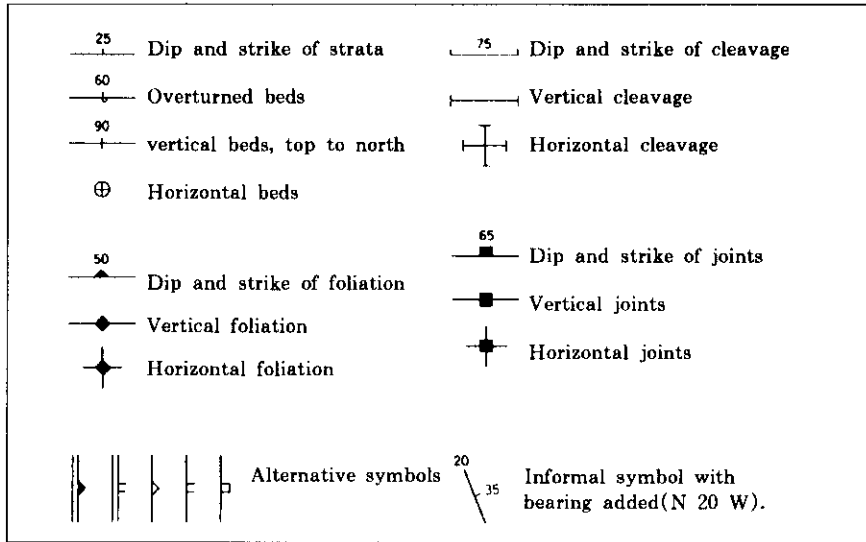 25
Dip and strike of strata
60
Overturned beds
90
vertical beds, top to north
Horizontal beds
50
Dip and strike of foliation
Vertical foliation
Horizontal foliation
75
Dip and strike of cleavage
Vertical cleavage
Horizontal cleavage
65
Dip and strike of joints
Vertical joints
Horizontal joints
Alternative symbols
20
35
Informal symbol with
bearing added(N 20 W).